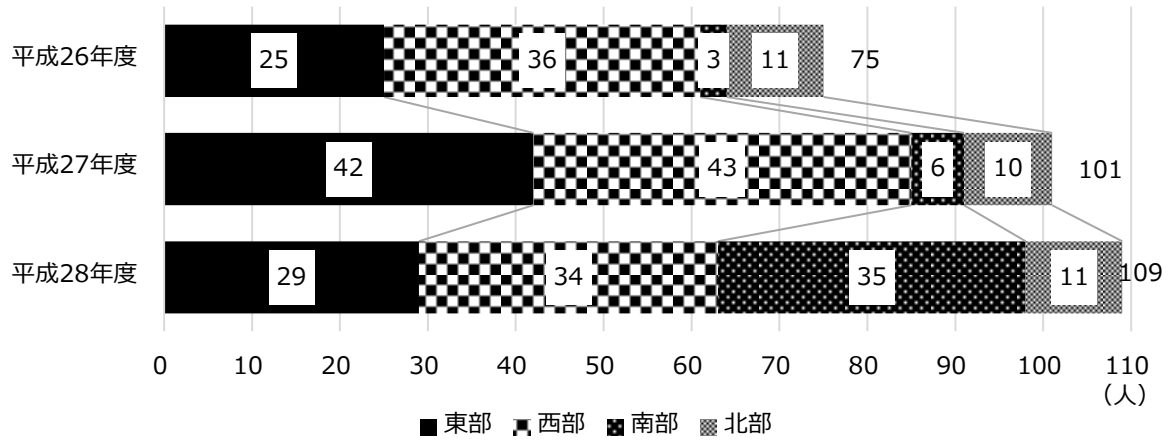 平成26年度 25 36 3 11 75
平成27年度 42 43 6 10 101
平成28年度 29 34 35 11 109
0 10 20 30 40 50 60 70 80 90 100 110
(人)
東部 西部 南部 北部